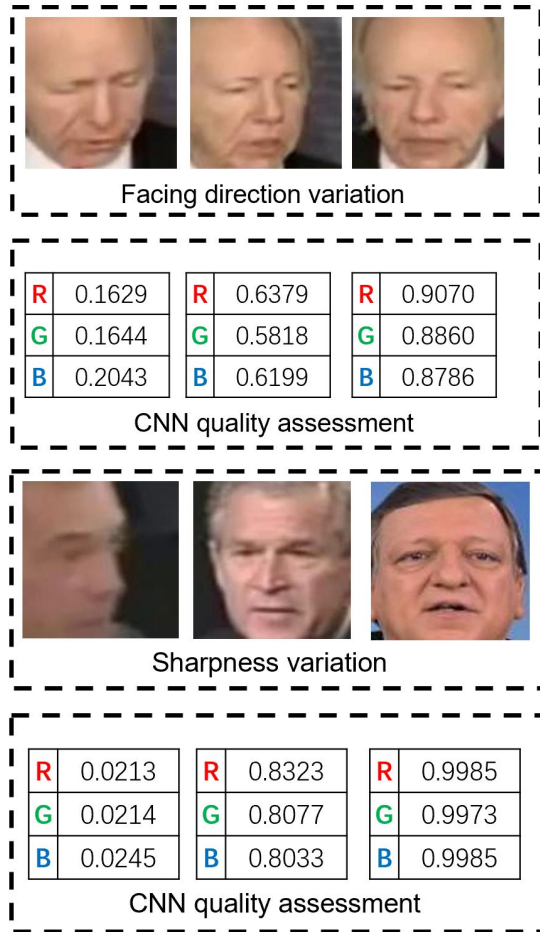 Facing direction variation
R 0.1629 R 0.6379 R 0.9070
G 0.1644 G 0.5818 G 0.8860
B 0.2043 B 0.6199 B 0.8786
CNN quality assessment
Sharpness variation
R 0.0213 R 0.8323 R 0.9985
G 0.0214 G 0.8077 G 0.9973
B 0.0245 B 0.8033 B 0.9985
CNN quality assessment